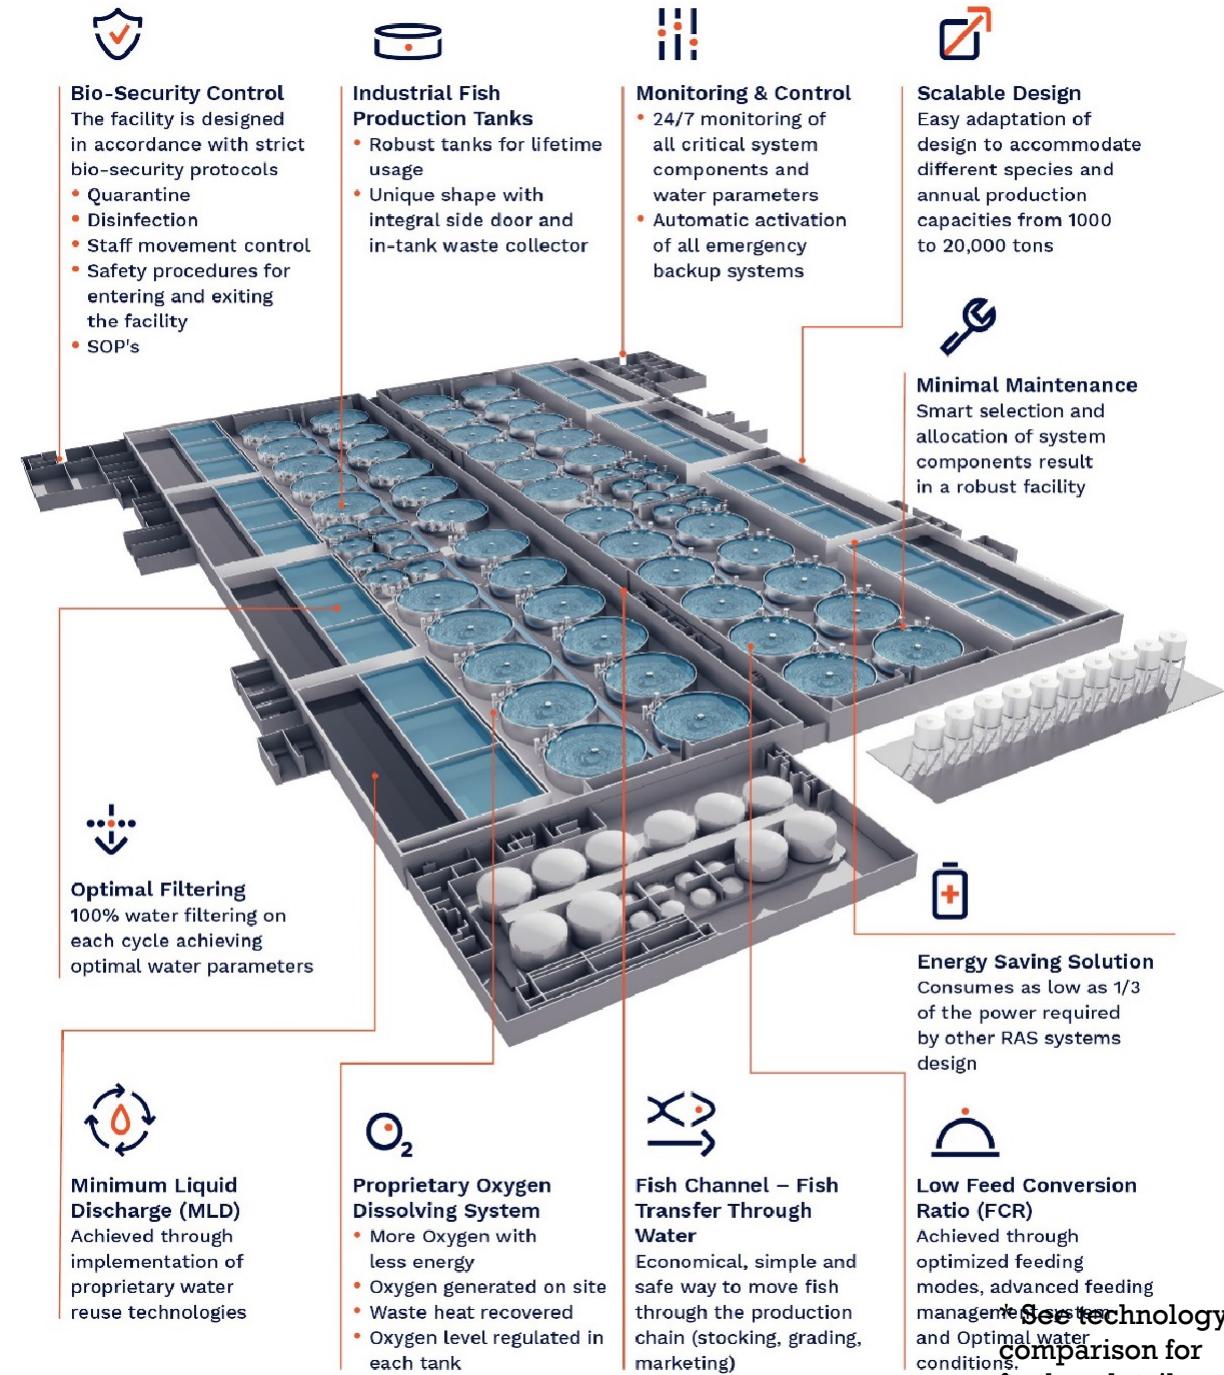 Bio-Security Control
The facility is designed
in accordance with strict
bio-security protocols
• Quarantine
• Disinfection
• Staff movement control
• Safety procedures for
entering and exiting
the facility
• SOP's
Industrial Fish
Production Tanks
• Robust tanks for lifetime
usage
• Unique shape with
integral side door and
in-tank waste collector
Monitoring & Control
• 24/7 monitoring of
all critical system
components and
water parameters
• Automatic activation
of all emergency
backup systems
Scalable Design
Easy adaptation of
design to accommodate
different species and
annual production
capacities from 1000
to 20,000 tons
Minimal Maintenance
Smart selection and
allocation of system
components result
in a robust facility
Optimal Filtering
100% water filtering on
each cycle achieving
optimal water parameters
Energy Saving Solution
Consumes as low as 1/3
of the power required
by other RAS systems
design
Minimum Liquid
Discharge (MLD)
Achieved through
implementation of
proprietary water
reuse technologies
O2
Proprietary Oxygen
Dissolving System
• More Oxygen with
less energy
• Oxygen generated on site
• Waste heat recovered
• Oxygen level regulated in
each tank
Fish Channel – Fish
Transfer Through
Water
Economical, simple and
safe way to move fish
through the production
chain (stocking, grading,
marketing)
Low Feed Conversion
Ratio (FCR)
Achieved through
optimized feeding
modes, advanced feeding
management system
and Optimal water
conditions.
* See technology
comparison for